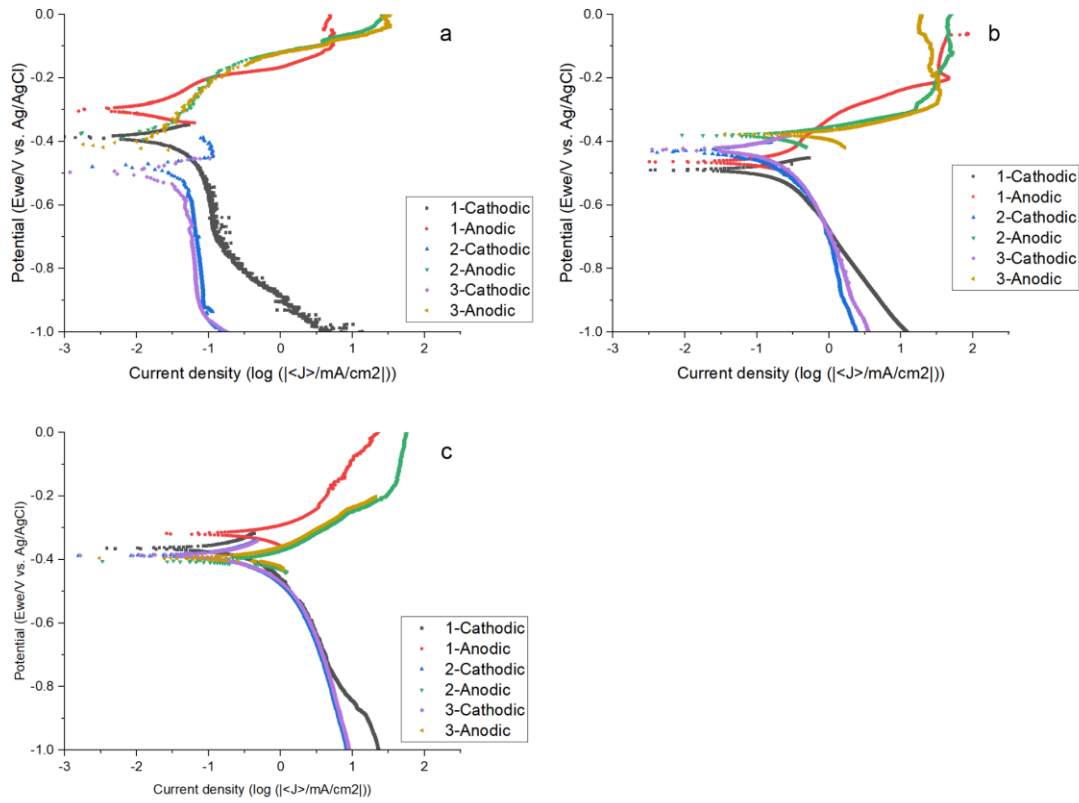 a
0.0
-0.2
-0.4
-0.6
-0.8
-1.0
Potential (Ewe/V vs. Ag/AgCl)
1-Cathodic
1-Anodic
2-Cathodic
2-Anodic
3-Cathodic
3-Anodic
-3 -2 -1 0 1 2
Current density (log (|<J>/mA/cm2|))
b
0.0
-0.2
-0.4
-0.6
-0.8
-1.0
Potential (Ewe/V vs. Ag/AgCl)
1-Cathodic
1-Anodic
2-Cathodic
2-Anodic
3-Cathodic
3-Anodic
-3 -2 -1 0 1 2
Current density (log (|<J>/mA/cm2|))
c
0.0
-0.2
-0.4
-0.6
-0.8
-1.0
Potential (Ewe/V vs. Ag/AgCl)
1-Cathodic
1-Anodic
2-Cathodic
2-Anodic
3-Cathodic
3-Anodic
-3 -2 -1 0 1 2
Current density (log (|<J>/mA/cm2|))